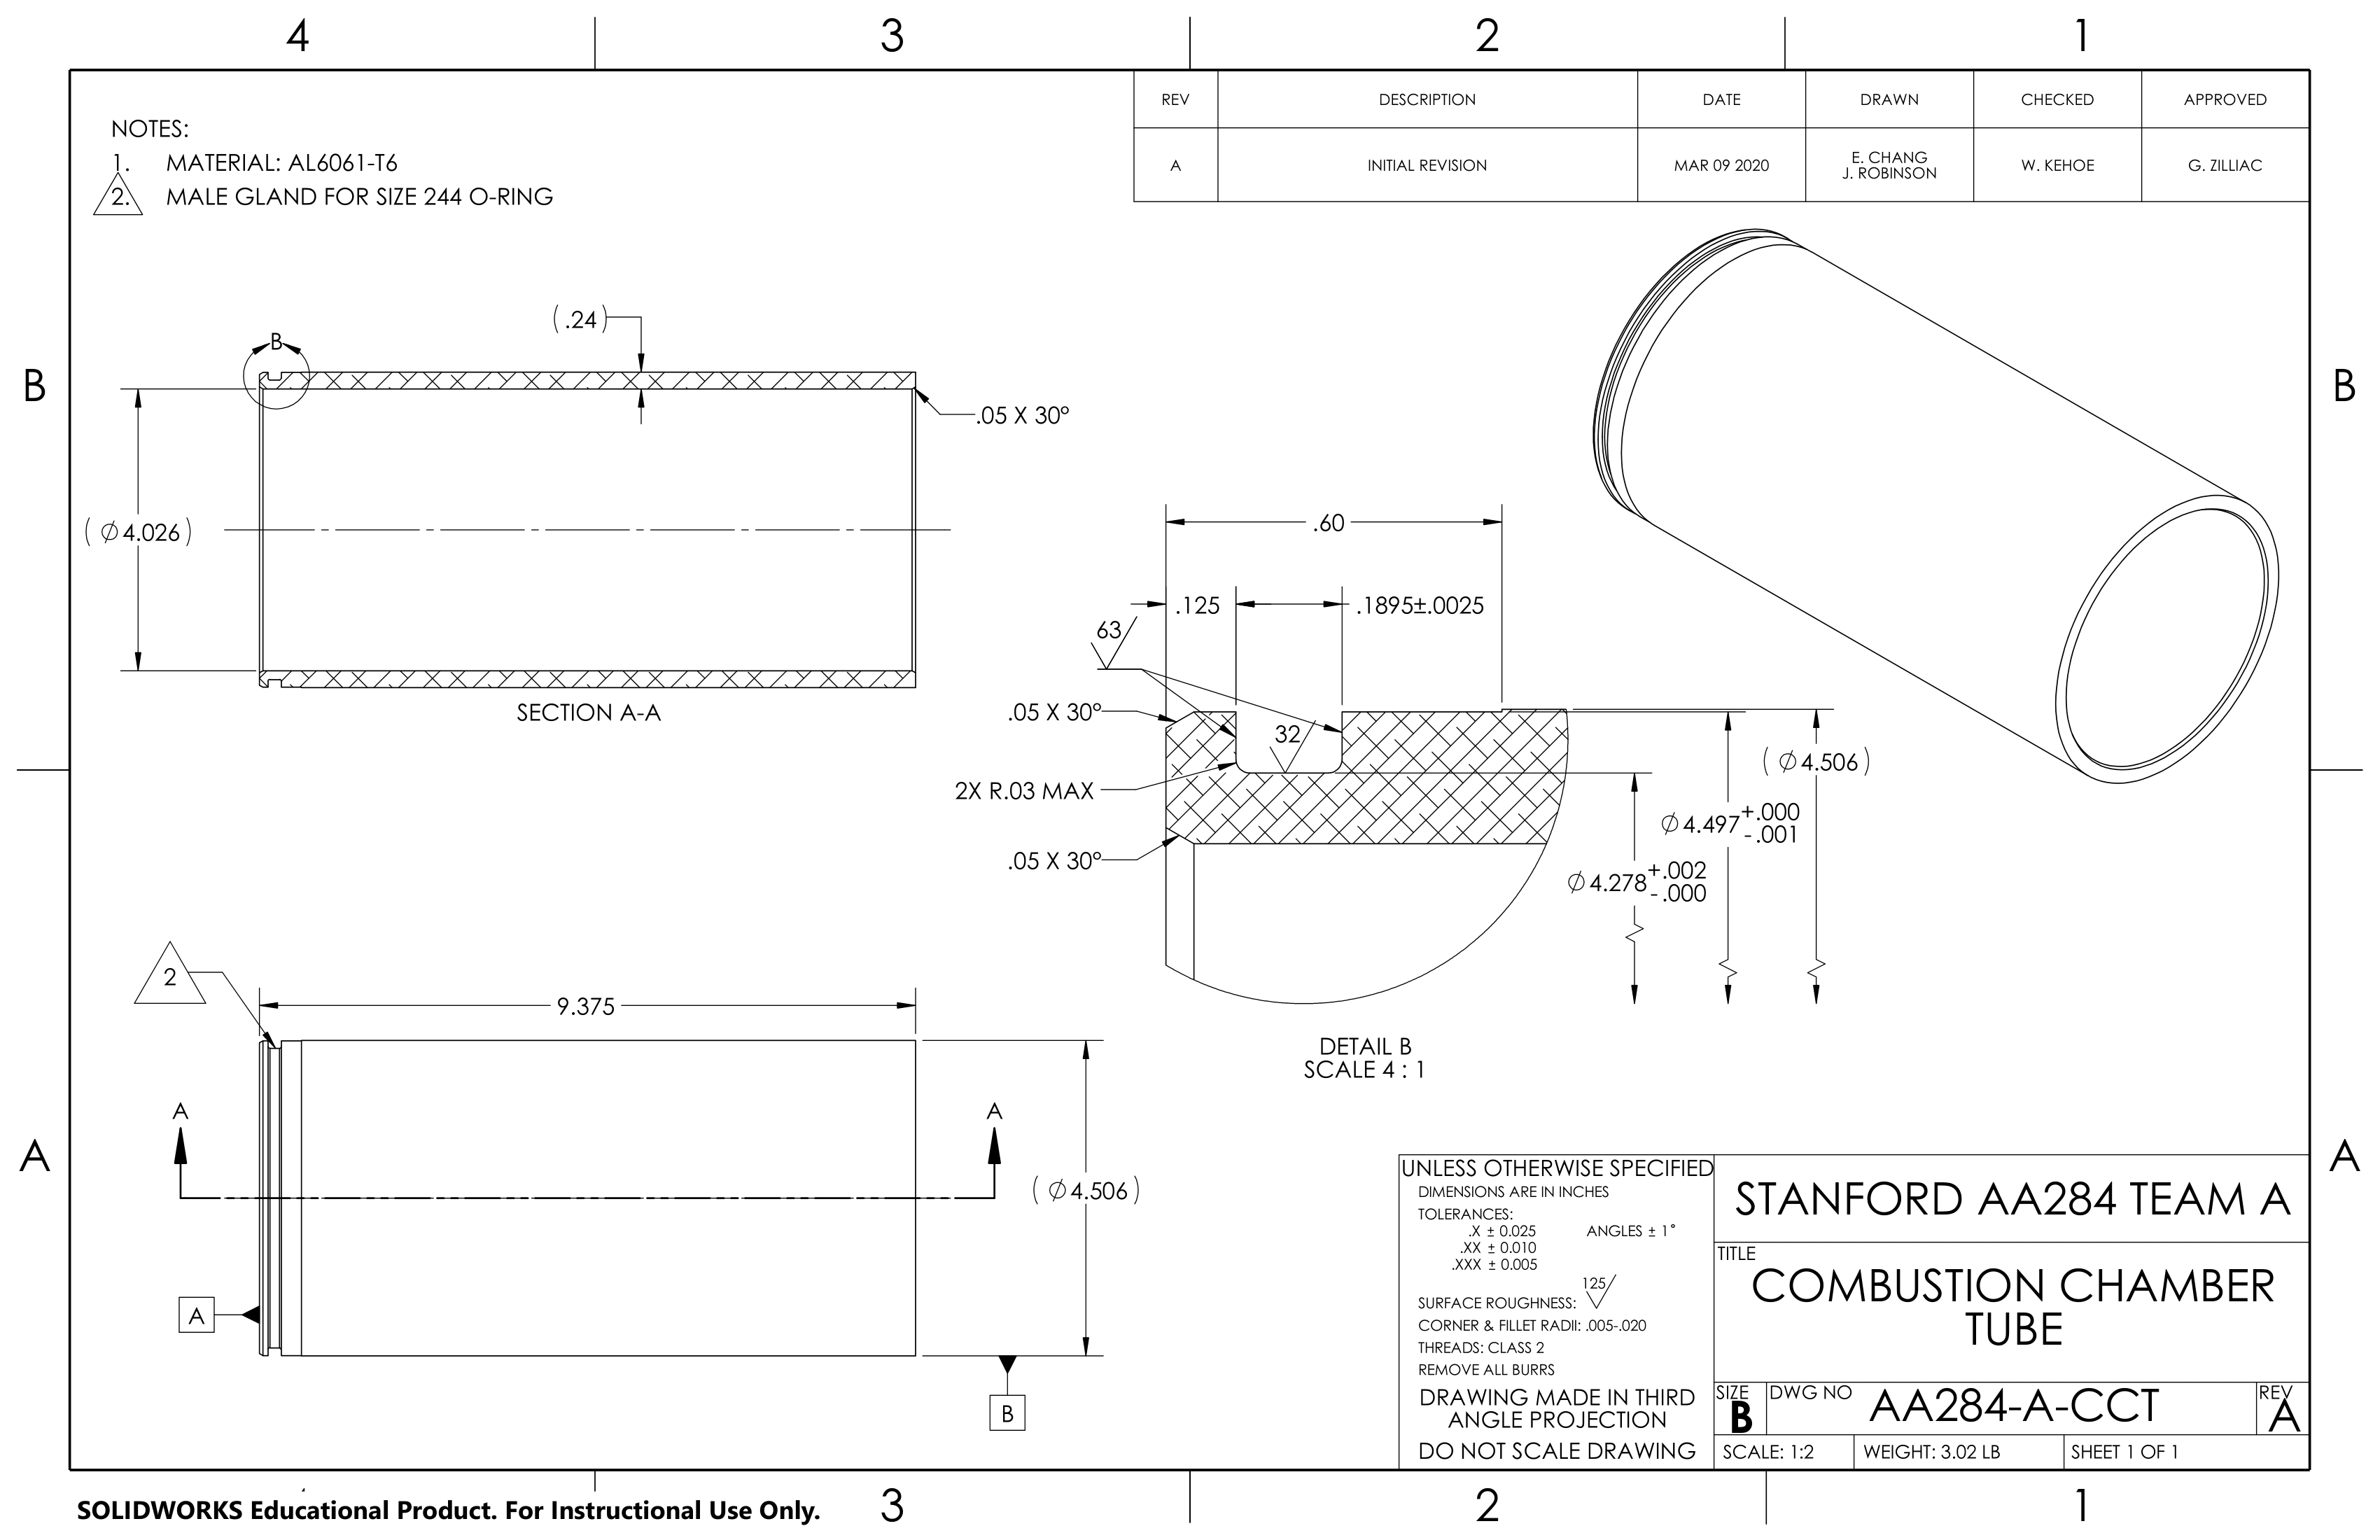 4 3 2 1
REV DESCRIPTION DATE DRAWN CHECKED APPROVED
A INITIAL REVISION MAR 09 2020 E. CHANG J. ROBINSON W. KEHOE G. ZILLIAC
NOTES:
1. MATERIAL: AL6061-T6
2. MALE GLAND FOR SIZE 244 O-RING
B
B
(.24)
B
.05 X 30°
(⌀4.026)
SECTION A-A
.60
.125
.1895±.0025
63
.05 X 30°
32
2X R.03 MAX
.05 X 30°
(⌀4.506)
⌀4.497 +.000 -.001
⌀4.278 +.002 -.000
DETAIL B
SCALE 4 : 1
2
9.375
A
A
(⌀4.506)
A
B
A
A
UNLESS OTHERWISE SPECIFIED
DIMENSIONS ARE IN INCHES
TOLERANCES:
.X ± 0.025 ANGLES ± 1°
.XX ± 0.010
.XXX ± 0.005
125
SURFACE ROUGHNESS:
CORNER & FILLET RADII: .005-.020
THREADS: CLASS 2
REMOVE ALL BURRS
DRAWING MADE IN THIRD
ANGLE PROJECTION
DO NOT SCALE DRAWING
STANFORD AA284 TEAM A
TITLE
COMBUSTION CHAMBER
TUBE
SIZE
B
DWG NO
AA284-A-CCT
REV
A
SCALE: 1:2 WEIGHT: 3.02 LB SHEET 1 OF 1
SOLIDWORKS Educational Product. For Instructional Use Only.
3 2 1